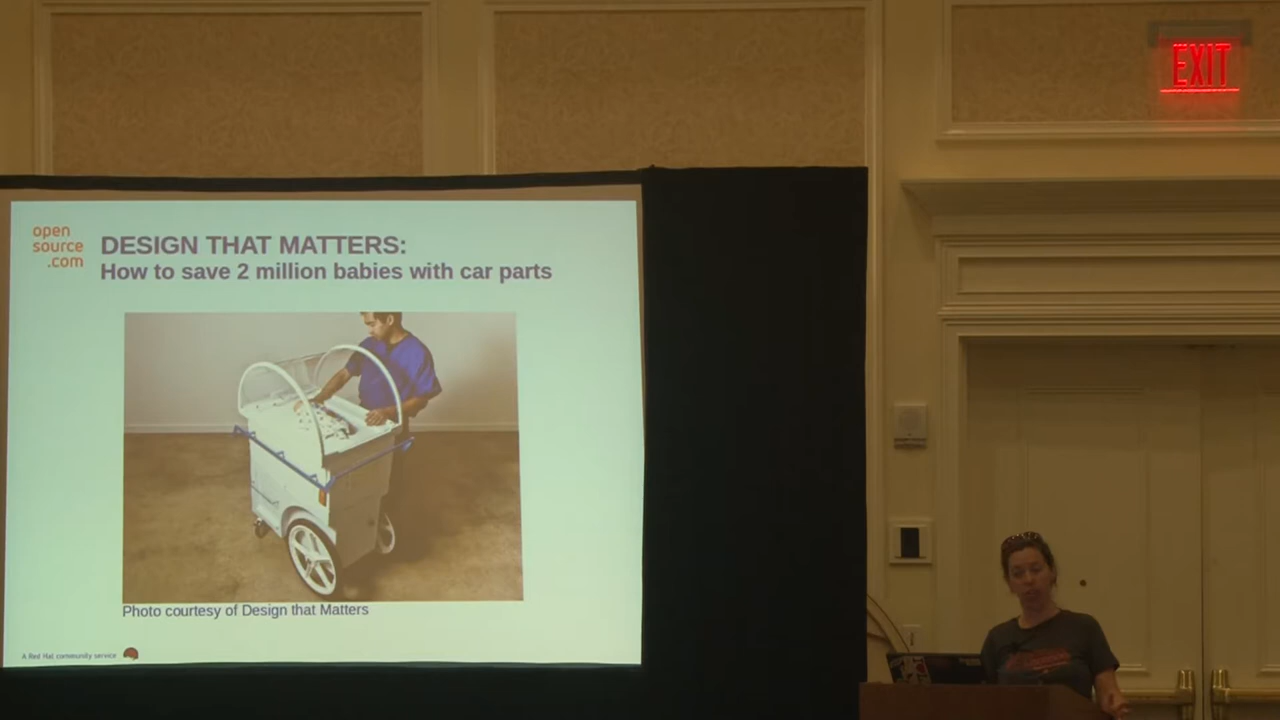 EXIT
open
source
.com
DESIGN THAT MATTERS:
How to save 2 million babies with car parts
Photo courtesy of Design that Matters
A Red Hat community service